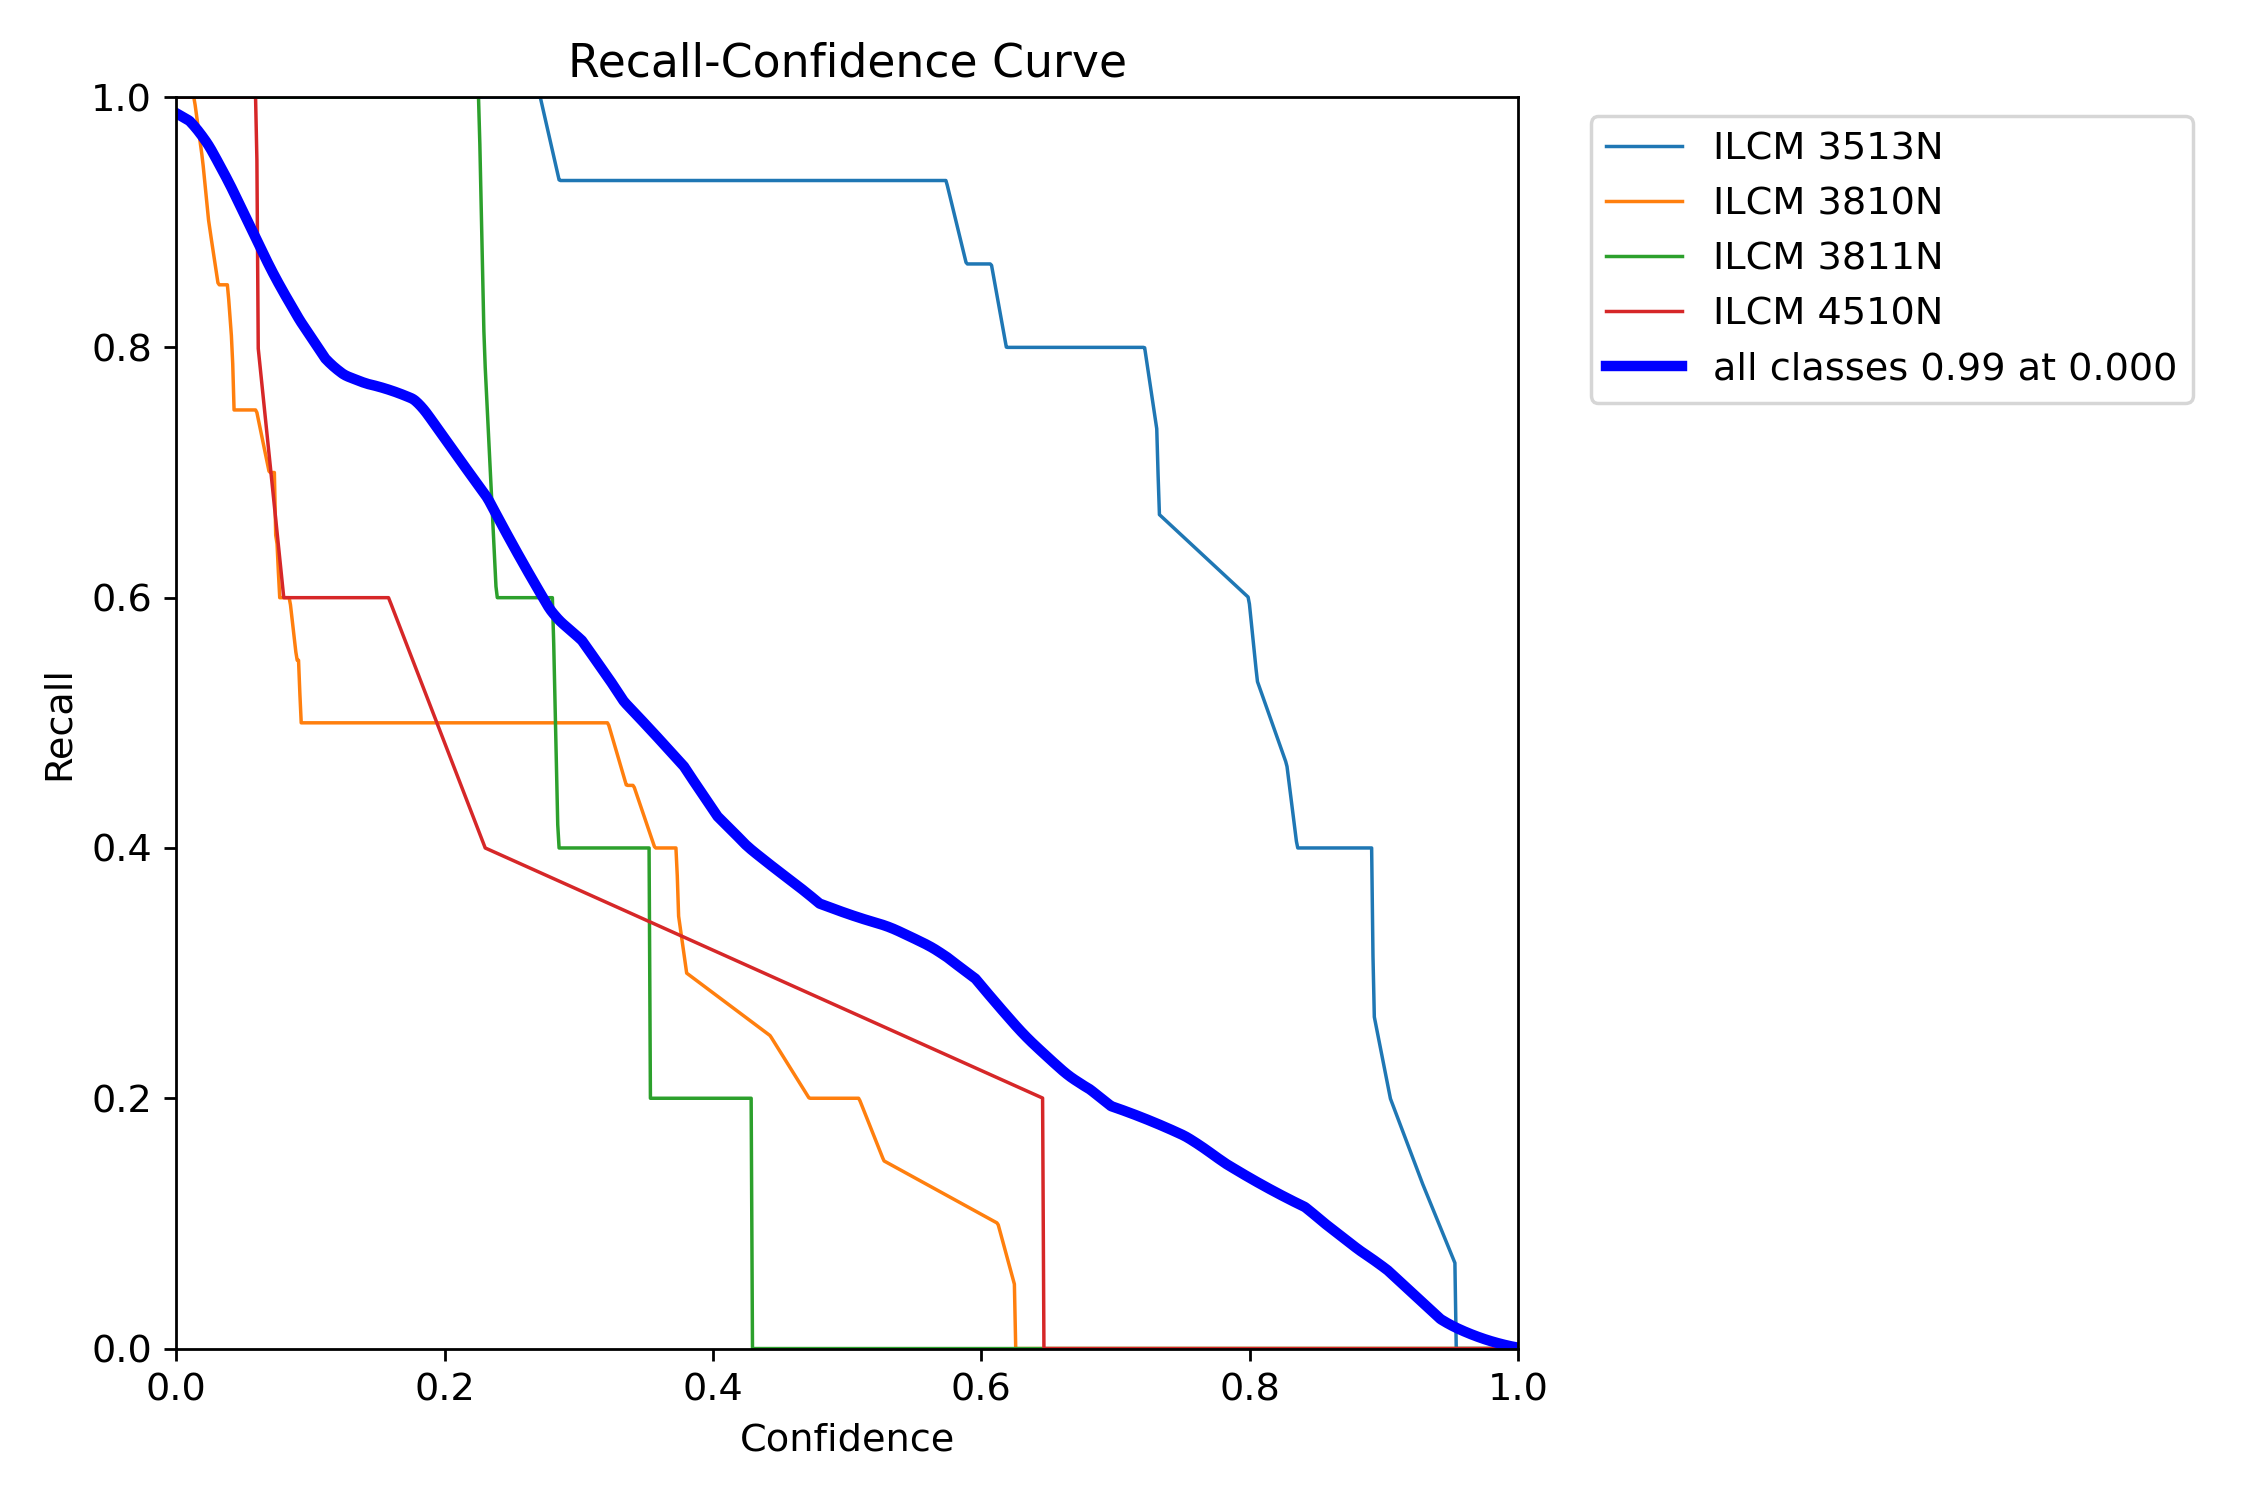 Recall-Confidence Curve
1.0
0.8
0.6
0.4
0.2
0.0
Recall
0.0 0.2 0.4 0.6 0.8 1.0
Confidence
ILCM 3513N
ILCM 3810N
ILCM 3811N
ILCM 4510N
all classes 0.99 at 0.000